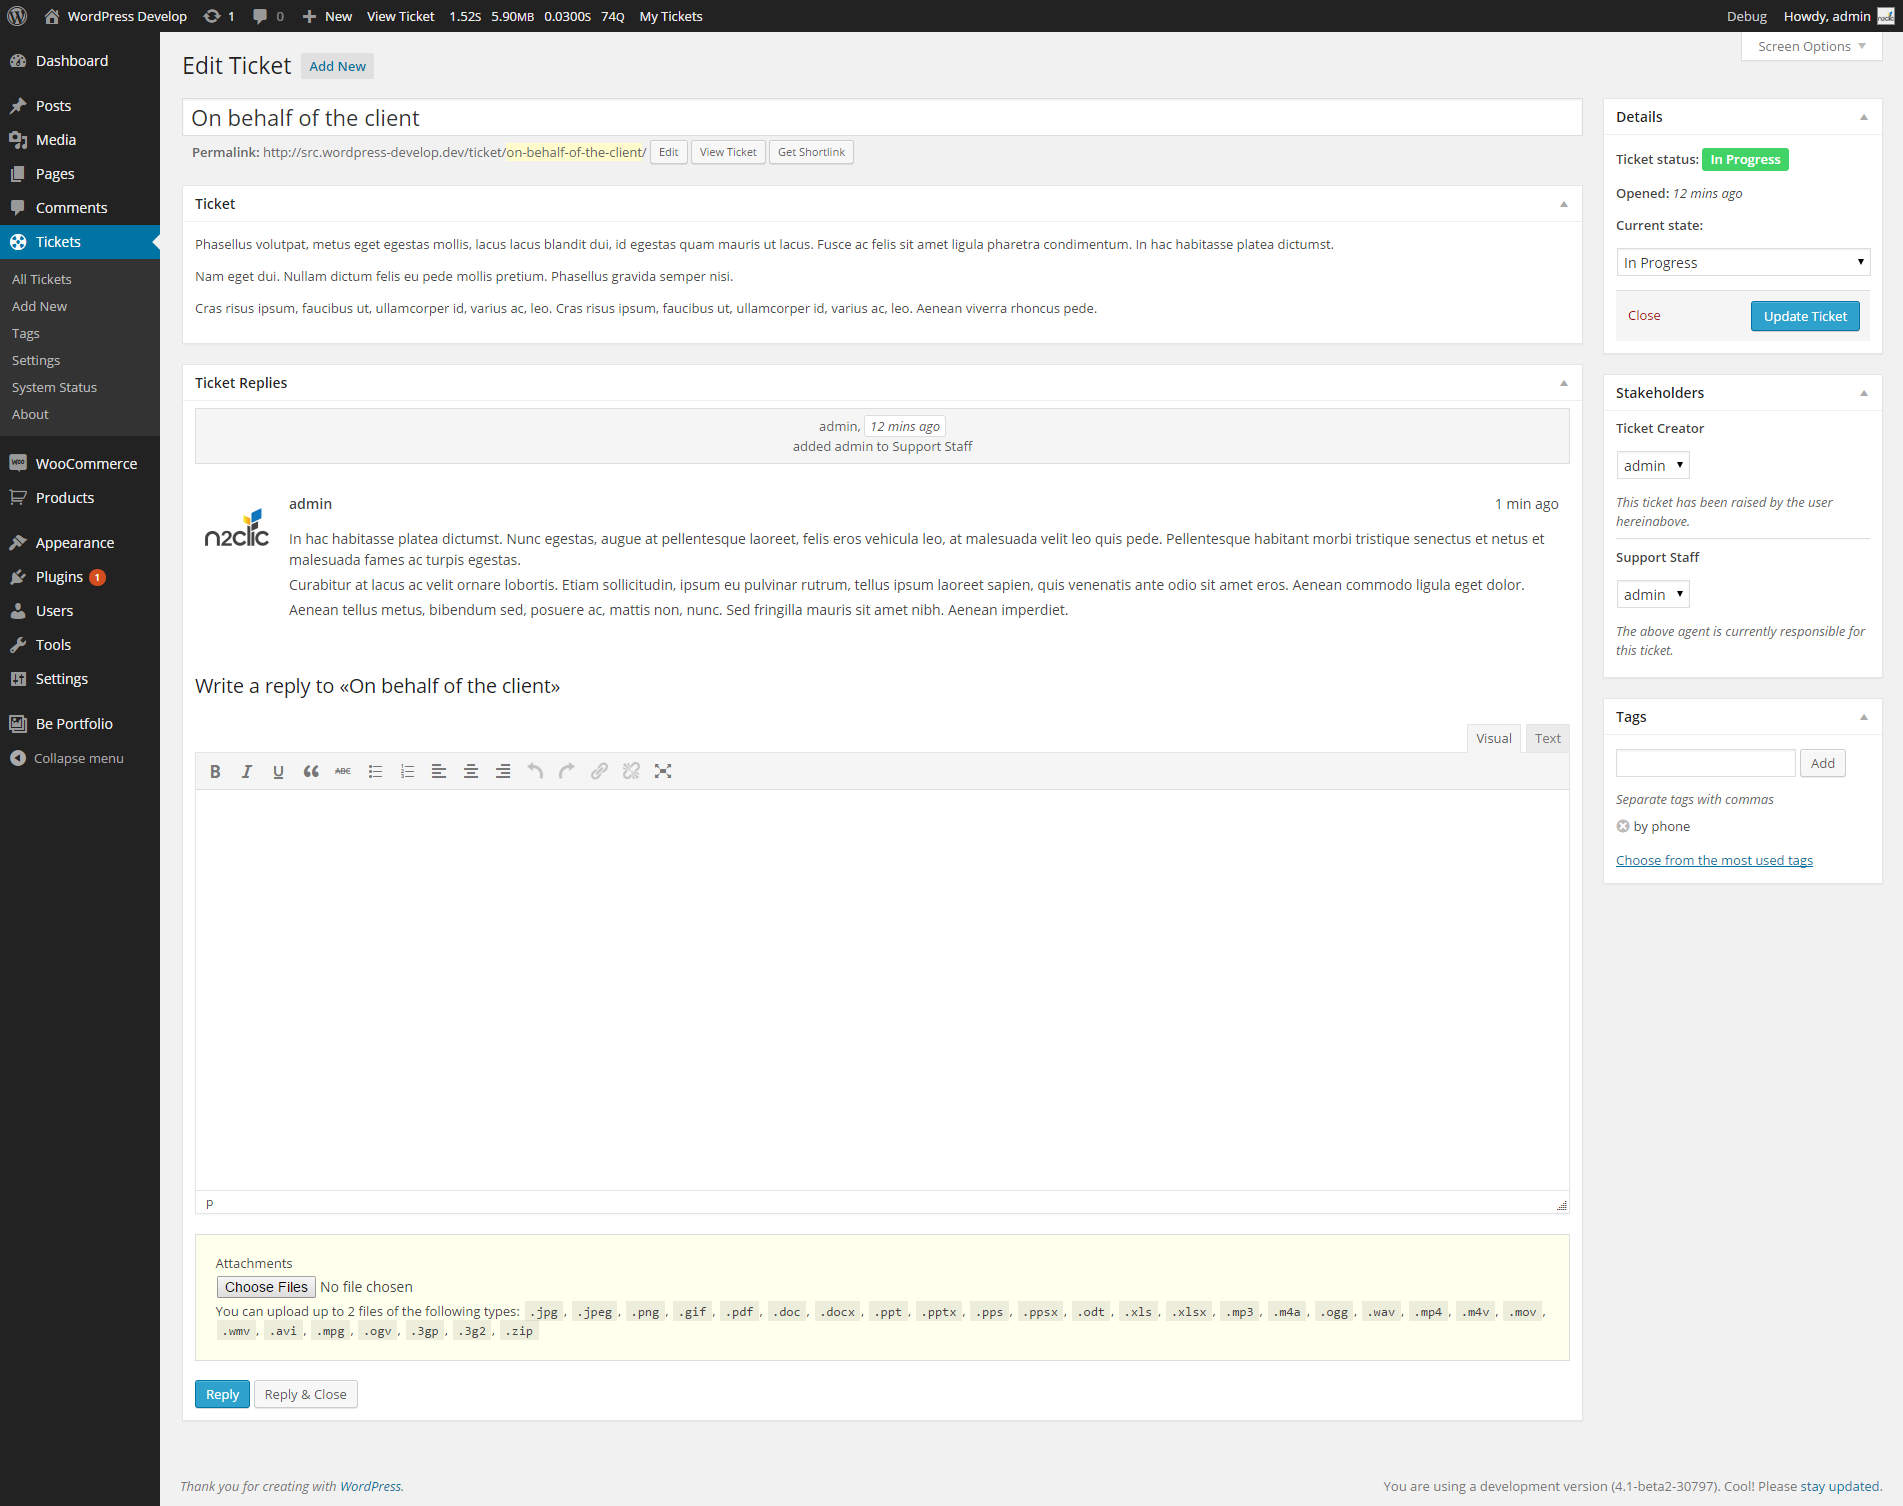 WordPress Develop 1 0 New View Ticket 1.52S 5.90MB 0.0300S 74Q My Tickets Debug Howdy, admin
Screen Options
Dashboard
Posts
Media
Pages
Comments
Tickets
All Tickets
Add New
Tags
Settings
System Status
About
WooCommerce
Products
Appearance
Plugins 1
Users
Tools
Settings
Be Portfolio
Collapse menu
Edit Ticket Add New
On behalf of the client
Permalink: http://src.wordpress-develop.dev/ticket/on-behalf-of-the-client/ Edit View Ticket Get Shortlink
Ticket
Phasellus volutpat, metus eget egestas mollis, lacus lacus blandit dui, id egestas quam mauris ut lacus. Fusce ac felis sit amet ligula pharetra condimentum. In hac habitasse platea dictumst.
Nam eget dui. Nullam dictum felis eu pede mollis pretium. Phasellus gravida semper nisi.
Cras risus ipsum, faucibus ut, ullamcorper id, varius ac, leo. Cras risus ipsum, faucibus ut, ullamcorper id, varius ac, leo. Aenean viverra rhoncus pede.
Ticket Replies
admin, 12 mins ago
added admin to Support Staff
n2clic
admin 1 min ago
In hac habitasse platea dictumst. Nunc egestas, augue at pellentesque laoreet, felis eros vehicula leo, at malesuada velit leo quis pede. Pellentesque habitant morbi tristique senectus et netus et
malesuada fames ac turpis egestas.
Curabitur at lacus ac velit ornare lobortis. Etiam sollicitudin, ipsum eu pulvinar rutrum, tellus ipsum laoreet sapien, quis venenatis ante odio sit amet eros. Aenean commodo ligula eget dolor.
Aenean tellus metus, bibendum sed, posuere ac, mattis non, nunc. Sed fringilla mauris sit amet nibh. Aenean imperdiet.
Write a reply to «On behalf of the client»
Visual Text
B I U ABC
p
Attachments
Choose Files No file chosen
You can upload up to 2 files of the following types: .jpg, .jpeg, .png, .gif, .pdf, .doc, .docx, .ppt, .pptx, .pps, .ppsx, .odt, .xls, .xlsx, .mp3, .m4a, .ogg, .wav, .mp4, .m4v, .mov,
.wmv, .avi, .mpg, .ogv, .3gp, .3g2, .zip
Reply Reply & Close
Details
Ticket status: In Progress
Opened: 12 mins ago
Current state:
In Progress
Close Update Ticket
Stakeholders
Ticket Creator
admin
This ticket has been raised by the user
hereinabove.
Support Staff
admin
The above agent is currently responsible for
this ticket.
Tags
Add
Separate tags with commas
by phone
Choose from the most used tags
Thank you for creating with WordPress.
You are using a development version (4.1-beta2-30797). Cool! Please stay updated.